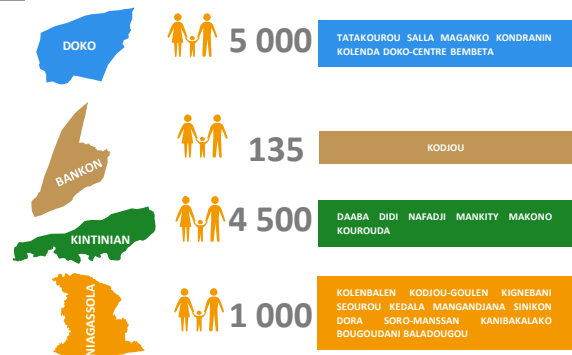 DOKO
5 000
TATAKOUROU SALLA MAGANKO KONDRANIN
KOLENDA DOKO-CENTRE BEMBETA
BANKON
135
KODJOU
KINTINIAN
4 500
DAABA DIDI NAFADJI MANKITY MAKONO
KOUROUDA
NIAGASSOLA
1 000
KOLENBALEN KODJOU-GOULEN KIGNEBANI
SEOUROU KEDALA MANGANDJANA SINIKON
DORA SORO-MANSSAN KANIBAKALAKO
BOUGOUDANI BALADOUGOU